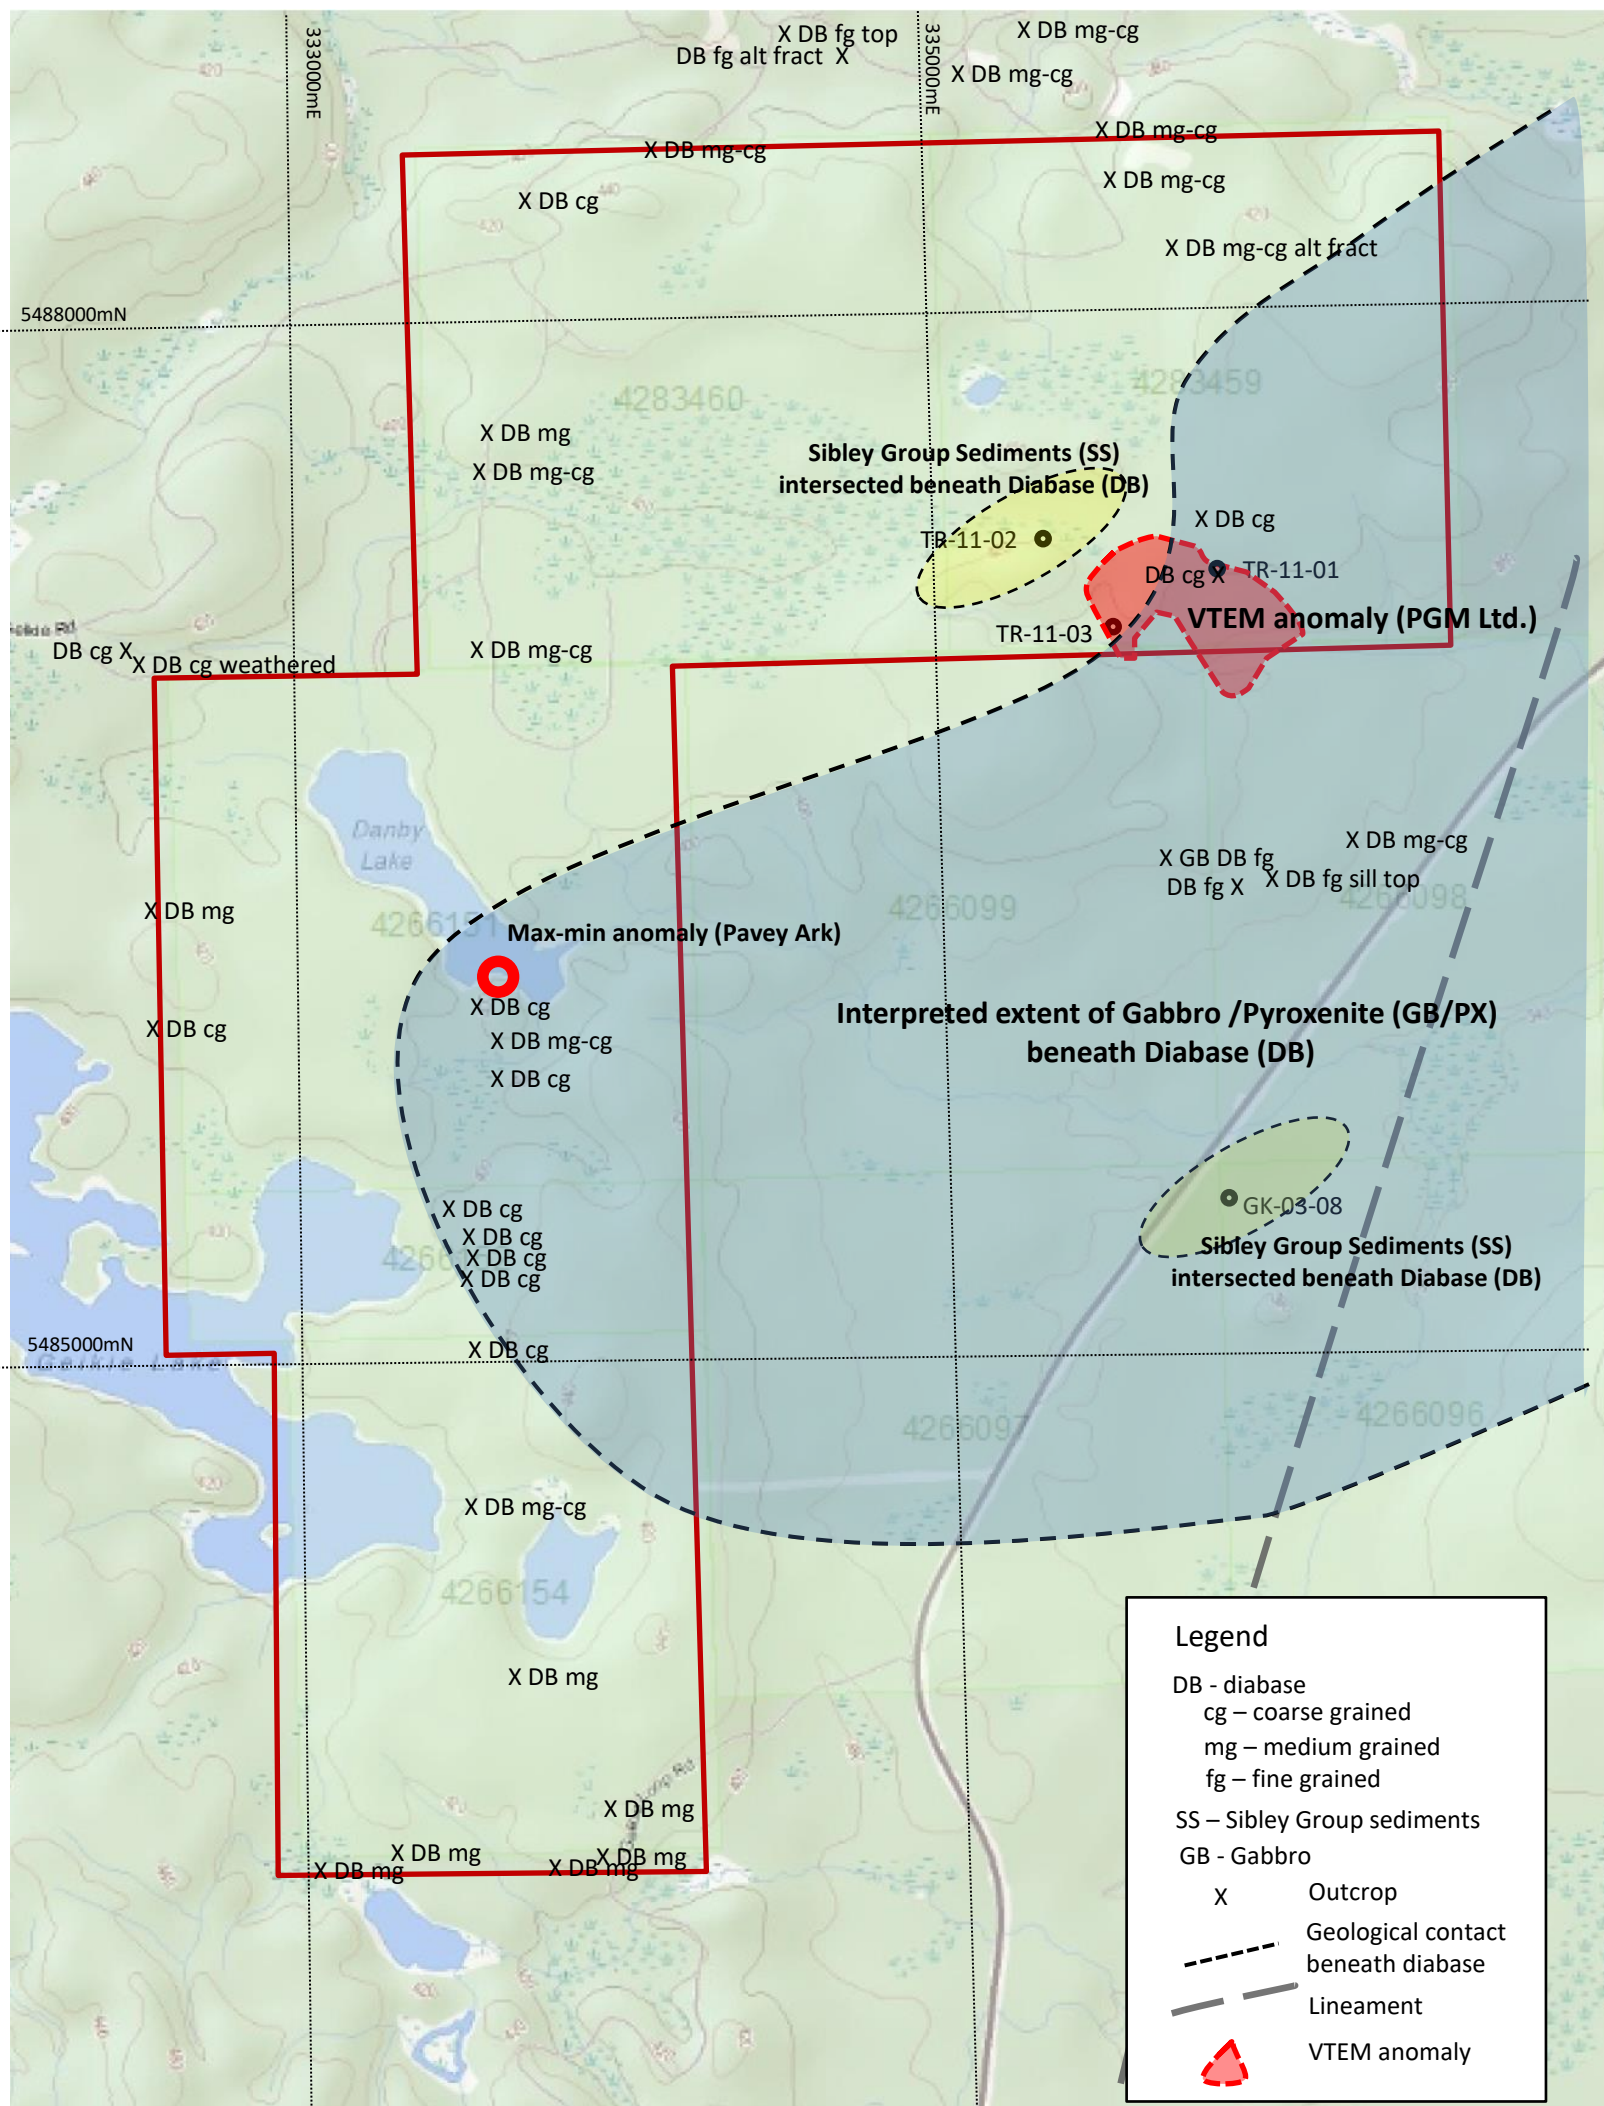 X DB fg top
DB fg alt fract X
X DB mg-cg
X DB mg-cg
333000mE
335000mE
X DB mg-cg
X DB mg-cg
X DB mg-cg
X DB cg
X DB mg-cg alt fract
5488000mN
4283460
4283459
X DB mg
X DB mg-cg
Sibley Group Sediments (SS)
intersected beneath Diabase (DB)
TR-11-02
X DB cg
DB cg X
TR-11-01
VTEM anomaly (PGM Ltd.)
TR-11-03
DB cg X
X DB cg weathered
X DB mg-cg
Danby
Lake
X DB mg-cg
X GB DB fg
DB fg X
X DB fg sill top
4266098
4266099
X DB mg
4266151
Max-min anomaly (Pavey Ark)
X DB cg
X DB cg
X DB mg-cg
X DB cg
Interpreted extent of Gabbro /Pyroxenite (GB/PX)
beneath Diabase (DB)
GK-03-08
Sibley Group Sediments (SS)
intersected beneath Diabase (DB)
X DB cg
X DB cg
X DB cg
X DB cg
5485000mN
Geikie Lake
X DB cg
4266097
4266096
X DB mg-cg
4266154
X DB mg
X DB mg
X DB mg
X DB mg
X DB mg
X DB mg
Legend
DB - diabase
cg – coarse grained
mg – medium grained
fg – fine grained
SS – Sibley Group sediments
GB - Gabbro
X Outcrop
Geological contact
beneath diabase
Lineament
VTEM anomaly